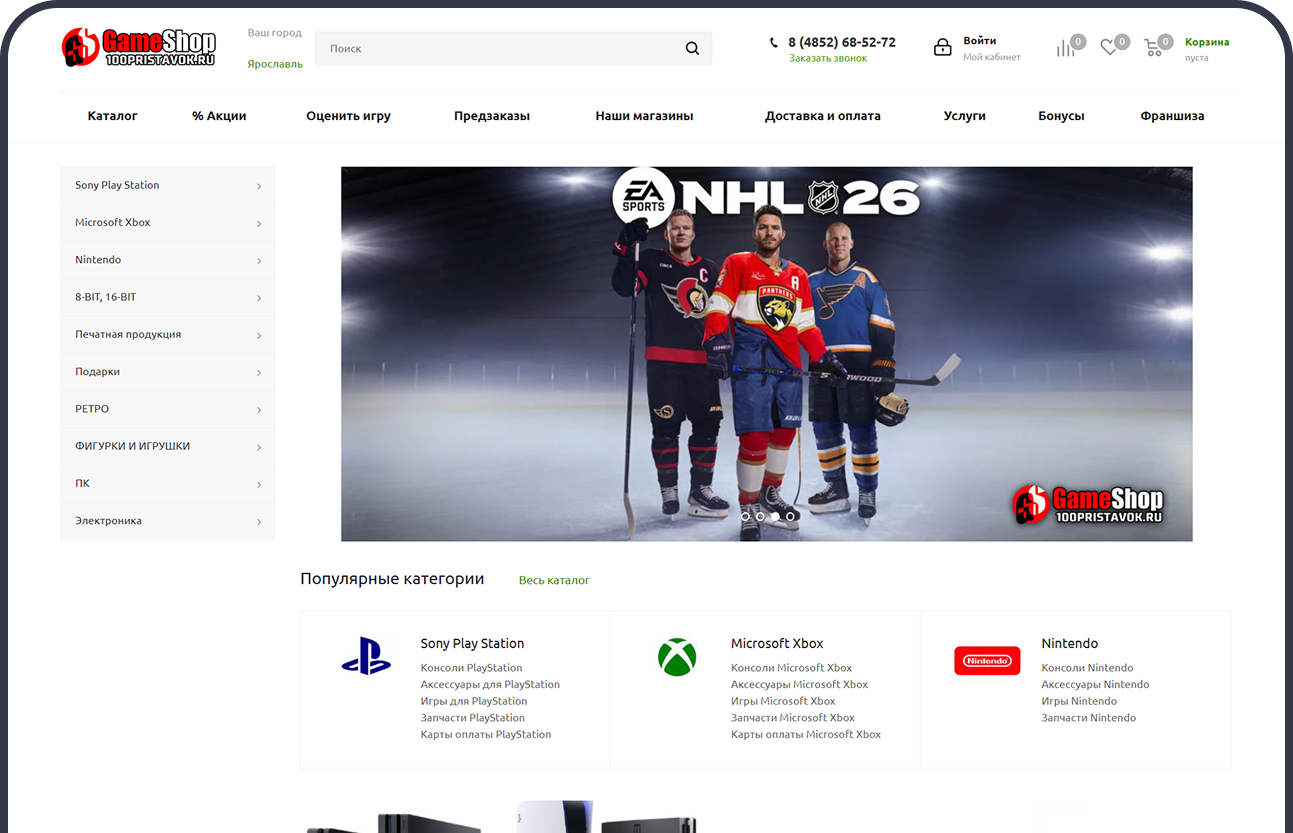 GameShop
100PRISTAVOK.RU
Ваш город
Ярославль
Поиск
8 (4852) 68-52-72
Заказать звонок
Войти
Мой кабинет
0
0
0
Корзина
пуста
Каталог
% Акции
Оценить игру
Предзаказы
Наши магазины
Доставка и оплата
Услуги
Бонусы
Франшиза
Sony Play Station
Microsoft Xbox
Nintendo
8-BIT, 16-BIT
Печатная продукция
Подарки
РЕТРО
ФИГУРКИ И ИГРУШКИ
ПК
Электроника
EA
SPORTS
NHL
NHL
26
C
A
A
PANTHERS
WARRIOR
WOOD
BAUER
GameShop
100PRISTAVOK.RU
Популярные категории
Весь каталог
Sony Play Station
Консоли PlayStation
Аксессуары для PlayStation
Игры для PlayStation
Запчасти PlayStation
Карты оплаты PlayStation
Microsoft Xbox
Консоли Microsoft Xbox
Аксессуары Microsoft Xbox
Игры Microsoft Xbox
Запчасти Microsoft Xbox
Карты оплаты Microsoft Xbox
Nintendo
Nintendo
Консоли Nintendo
Аксессуары Nintendo
Игры Nintendo
Запчасти Nintendo